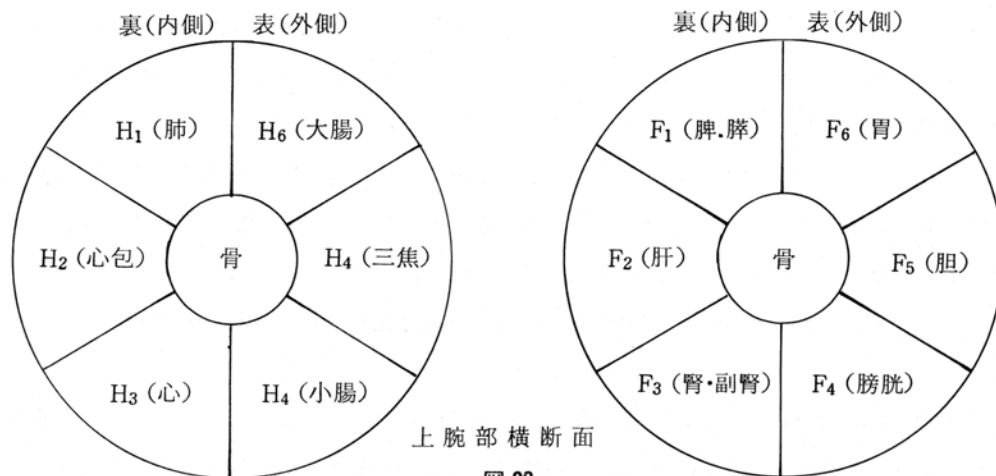 裏(内側) 表(外側)
H₁(肺) H₆(大腸)
H₂(心包) 骨 H₄(三焦)
H₃(心) H₄(小腸)
裏(内側) 表(外側)
F₁(脾.膵) F₆(胃)
F₂(肝) 骨 F₅(胆)
F₃(腎・副腎) F₄(膀胱)
上腕部横断面